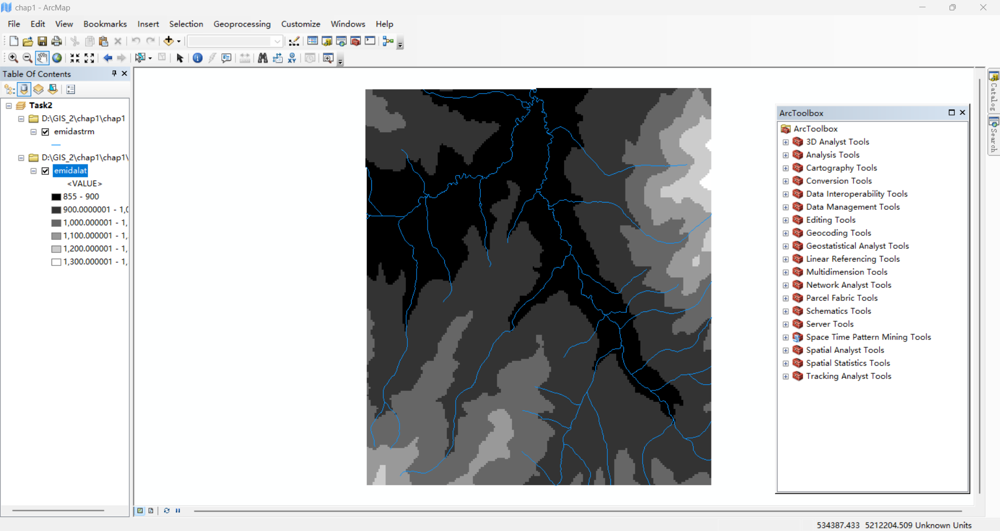 chap1 - ArcMap
File Edit View Bookmarks Insert Selection Geoprocessing Customize Windows Help
Table Of Contents
Task2
D:\GIS_2\chap1\chap1
emidastrm
D:\GIS_2\chap1\chap1\
emidalat
<VALUE>
855 - 900
900.0000001 - 1,0
1,000.000001 - 1,
1,100.000001 - 1,
1,200.000001 - 1,
1,300.000001 - 1,
ArcToolbox
ArcToolbox
3D Analyst Tools
Analysis Tools
Cartography Tools
Conversion Tools
Data Interoperability Tools
Data Management Tools
Editing Tools
Geocoding Tools
Geostatistical Analyst Tools
Linear Referencing Tools
Multidimension Tools
Network Analyst Tools
Parcel Fabric Tools
Schematics Tools
Server Tools
Space Time Pattern Mining Tools
Spatial Analyst Tools
Spatial Statistics Tools
Tracking Analyst Tools
Catalog
Search
534387.433 5212204.509 Unknown Units